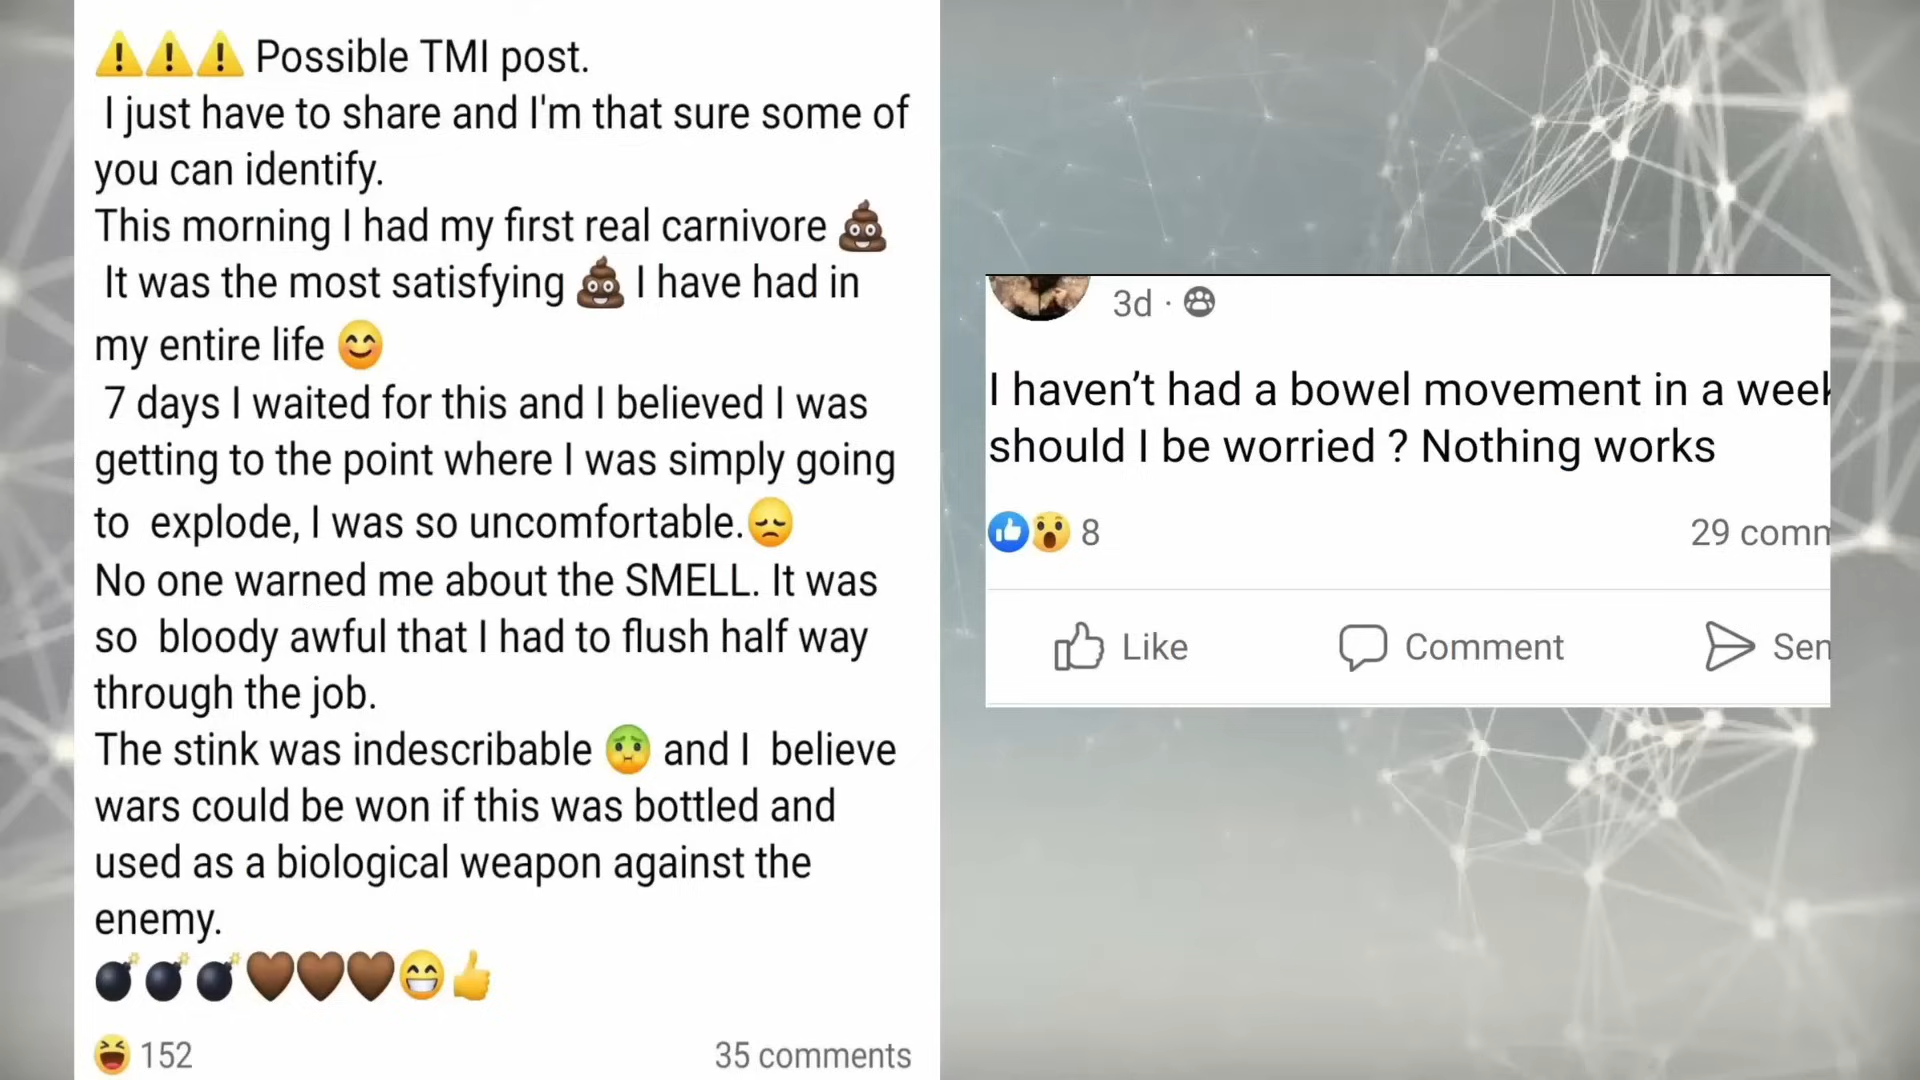 ⚠️⚠️⚠️ Possible TMI post.
I just have to share and I'm that sure some of
you can identify.
This morning I had my first real carnivore 💩
It was the most satisfying 💩 I have had in
my entire life 😊
7 days I waited for this and I believed I was
getting to the point where I was simply going
to explode, I was so uncomfortable.😞
No one warned me about the SMELL. It was
so bloody awful that I had to flush half way
through the job.
The stink was indescribable 🤢 and I believe
wars could be won if this was bottled and
used as a biological weapon against the
enemy.
💣💣💣🤎🤎🤎😁👍
😆 152
35 comments
3d ·
I haven’t had a bowel movement in a week
should I be worried ? Nothing works
👍😮 8
29 comm
Like
Comment
Sen